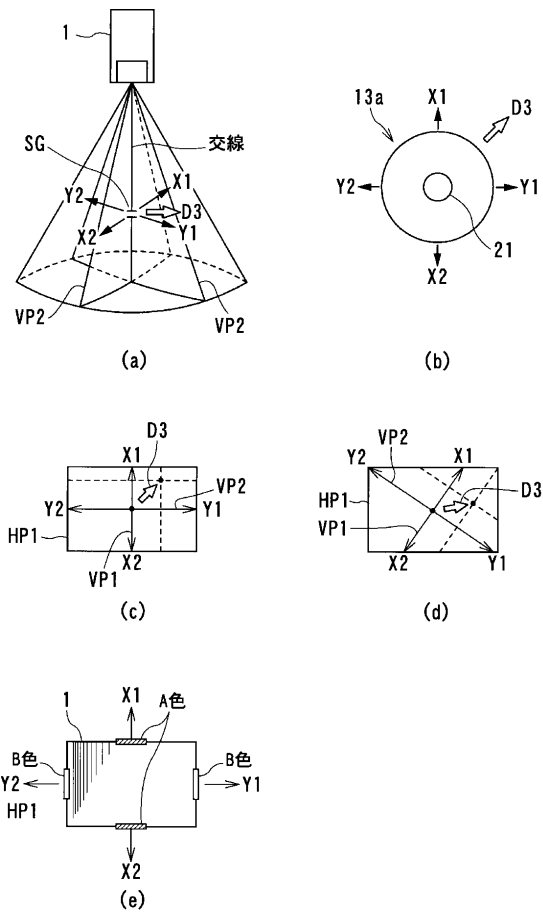 1
SG
交線
X1
Y2
D3
X2
Y1
VP2
VP2
(a)
13a
X1
D3
Y2
Y1
21
X2
(b)
D3
X1
VP2
Y2
Y1
HP1
X2
VP1
(c)
VP2
Y2
X1
D3
HP1
VP1
X2
Y1
(d)
1
X1
A色
B色
B色
Y2
Y1
HP1
X2
(e)